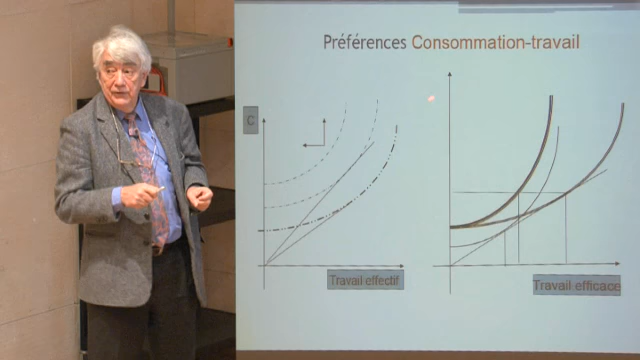 Préférences Consommation-travail
C
Travail effectif
Travail efficace